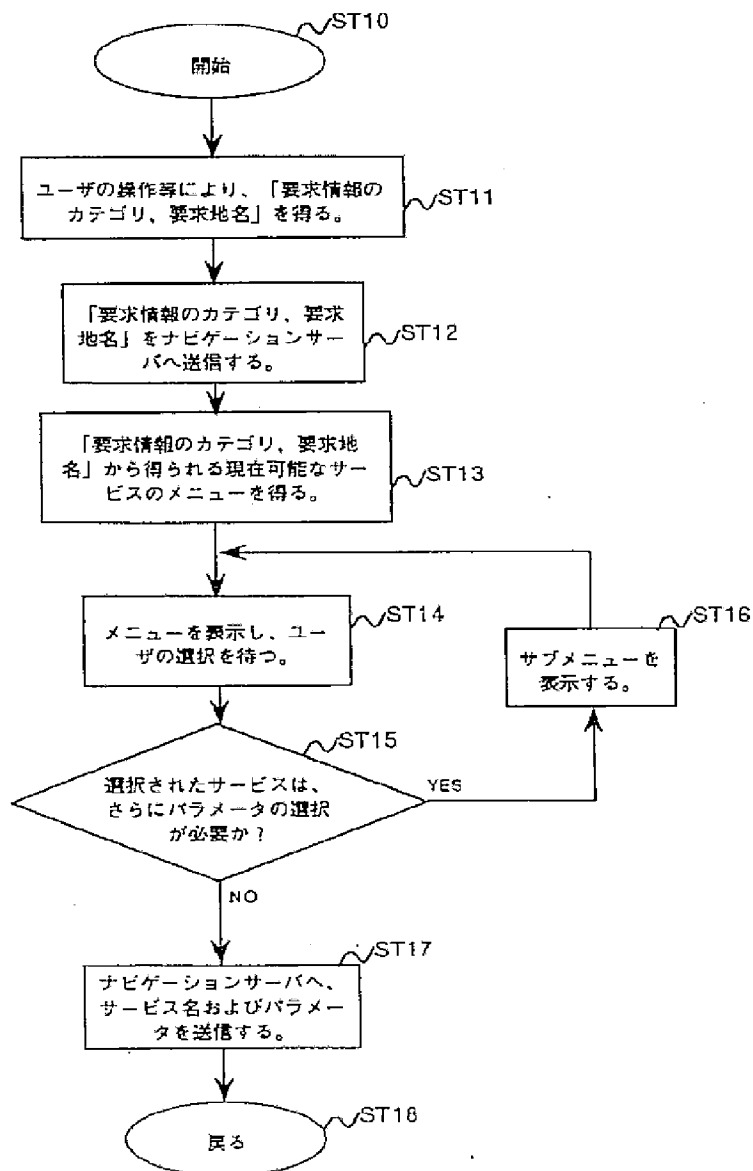 ST10
開始
ユーザの操作等により、「要求情報の
カテゴリ、要求地名」を得る。
ST11
「要求情報のカテゴリ、要求
地名」をナビゲーションサー
バへ送信する。
ST12
「要求情報のカテゴリ、要求地
名」から得られる現在可能なサー
ビスのメニューを得る。
ST13
メニューを表示し、ユー
ザの選択を待つ。
ST14
ST16
サブメニューを
表示する。
ST15
選択されたサービスは、
さらにパラメータの選択
が必要か?
YES
NO
ST17
ナビゲーションサーバへ、
サービス名およびパラメー
タを送信する。
ST18
戻る